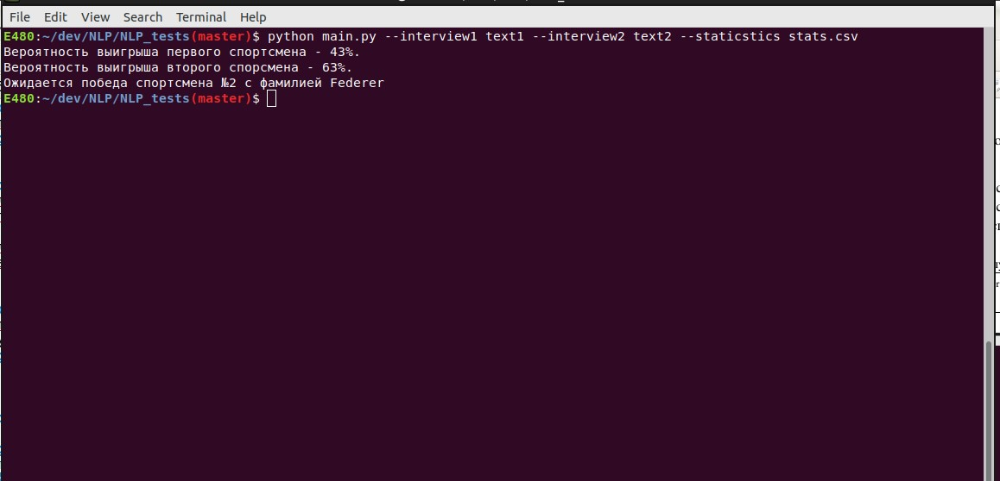 File Edit View Search Terminal Help
E480:~/dev/NLP/NLP_tests(master)$ python main.py --interview1 text1 --interview2 text2 --staticstics stats.csv
Вероятность выигрыша первого спортсмена - 43%.
Вероятность выигрыша второго спорсмена - 63%.
Ожидается победа спортсмена №2 с фамилией Federer
E480:~/dev/NLP/NLP_tests(master)$